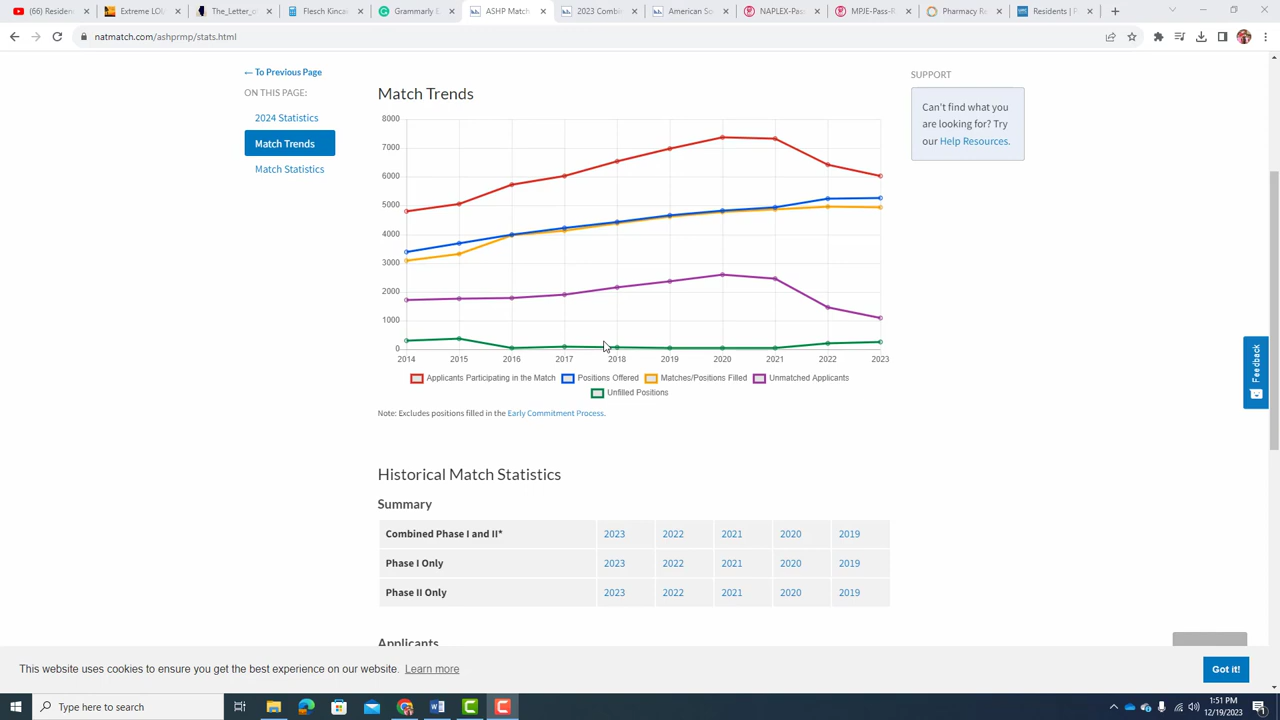 (66) Residen
Extreme LOA
The_Letter_o
Flesch Kincai
Grammarly E
ASHP Match
2023 Combi
American So
NAPLEX-Pass
MPJE-Pass-R
Pharmacy Re
Residents | P
natmatch.com/ashprmp/stats.html
← To Previous Page
ON THIS PAGE:
2024 Statistics
Match Trends
Match Statistics
Match Trends
8000
7000
6000
5000
4000
3000
2000
1000
0
2014 2015 2016 2017 2018 2019 2020 2021 2022 2023
Applicants Participating in the Match Positions Offered Matches/Positions Filled Unmatched Applicants
Unfilled Positions
Note: Excludes positions filled in the Early Commitment Process.
SUPPORT
Can't find what you
are looking for? Try
our Help Resources.
Feedback
Historical Match Statistics
Summary
Combined Phase I and II* 2023 2022 2021 2020 2019
Phase I Only 2023 2022 2021 2020 2019
Phase II Only 2023 2022 2021 2020 2019
Applicants
This website uses cookies to ensure you get the best experience on our website. Learn more
Got it!
Type here to search
1:51 PM
12/19/2023